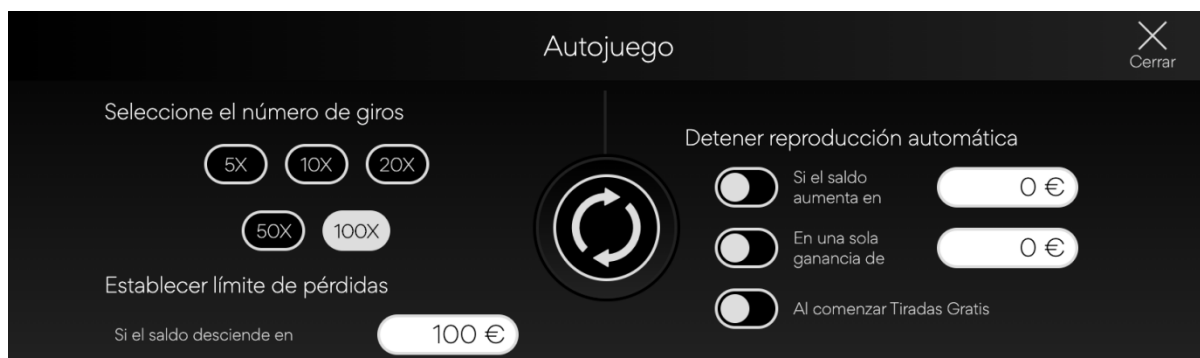 Autojuego
Cerrar
Seleccione el número de giros
5X 10X 20X
50X 100X
Establecer límite de pérdidas
Si el saldo desciende en 100 €
Detener reproducción automática
Si el saldo
aumenta en
0 €
En una sola
ganancia de
0 €
Al comenzar Tiradas Gratis